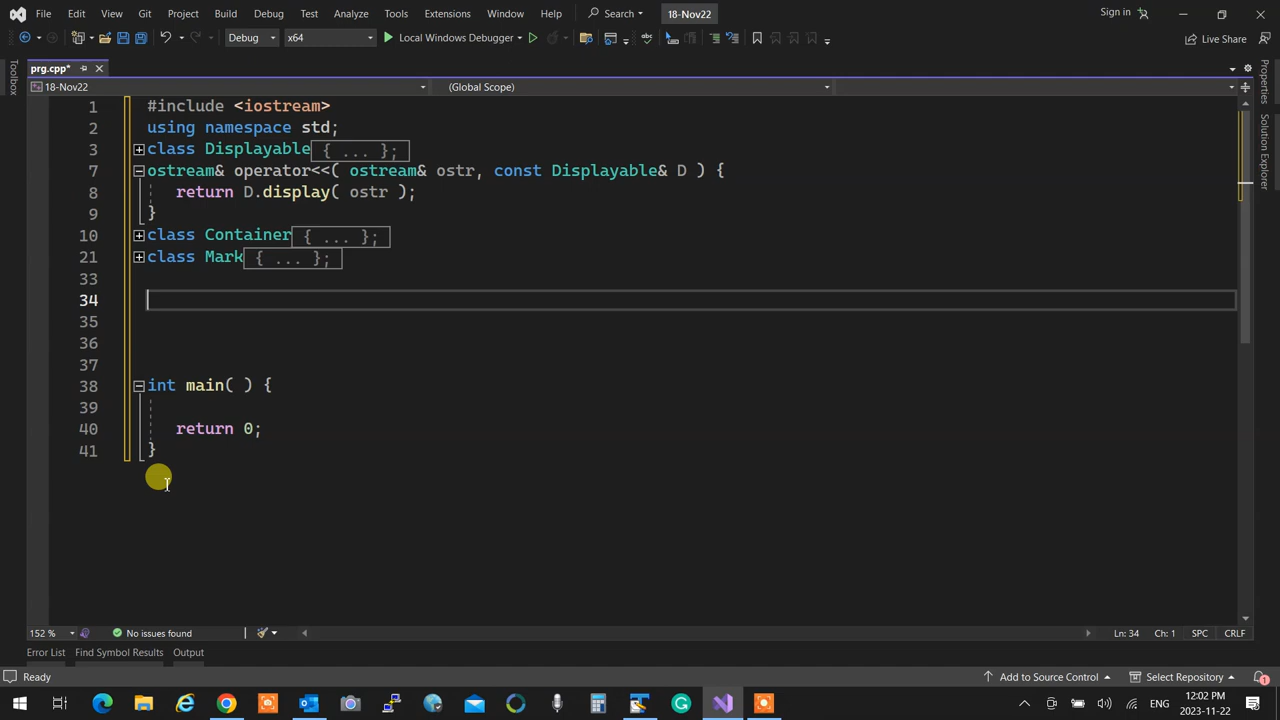 File Edit View Git Project Build Debug Test Analyze Tools Extensions Window Help Search 18-Nov22 Sign in
Debug x64 Local Windows Debugger Live Share
prg.cpp*
18-Nov22 (Global Scope)
Toolbox
Properties
Solution Explorer
1 #include <iostream>
2 using namespace std;
3 class Displayable { ... };
7 ostream& operator<<( ostream& ostr, const Displayable& D ) {
8 return D.display( ostr );
9 }
10 class Container { ... };
21 class Mark { ... };
33
34
35
36
37
38 int main( ) {
39
40 return 0;
41 }
152 % No issues found Ln: 34 Ch: 1 SPC CRLF
Error List Find Symbol Results Output
Ready Add to Source Control Select Repository 1
ENG 12:02 PM
2023-11-22